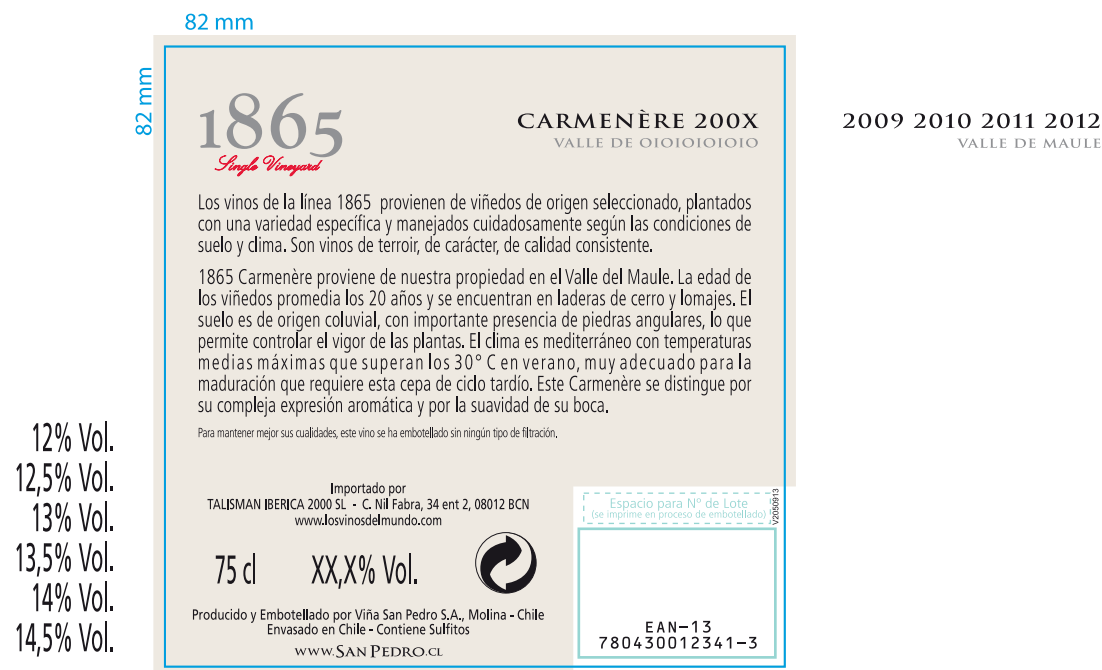 82 mm
82 mm
1865
Single Vineyard
CARMENÈRE 200X
VALLE DE OIOIOIOIOIO
2009 2010 2011 2012
VALLE DE MAULE
Los vinos de la línea 1865 provienen de viñedos de origen seleccionado, plantados
con una variedad específica y manejados cuidadosamente según las condiciones de
suelo y clima. Son vinos de terroir, de carácter, de calidad consistente.
1865 Carmenère proviene de nuestra propiedad en el Valle del Maule. La edad de
los viñedos promedia los 20 años y se encuentran en laderas de cerro y lomajes. El
suelo es de origen coluvial, con importante presencia de piedras angulares, lo que
permite controlar el vigor de las plantas. El clima es mediterráneo con temperaturas
medias máximas que superan los 30° C en verano, muy adecuado para la
maduración que requiere esta cepa de ciclo tardío. Este Carmenère se distingue por
su compleja expresión aromática y por la suavidad de su boca.
Para mantener mejor sus cualidades, este vino se ha embotellado sin ningún tipo de filtración.
12% Vol.
12,5% Vol.
13% Vol.
13,5% Vol.
14% Vol.
14,5% Vol.
Importado por
TALISMAN IBERICA 2000 SL - C. Nil Fabra, 34 ent 2, 08012 BCN
www.losvinosdelmundo.com
75 cl
XX,X% Vol.
Producido y Embotellado por Viña San Pedro S.A., Molina - Chile
Envasado en Chile - Contiene Sulfitos
www.SAN PEDRO.CL
Espacio para Nº de Lote
(se imprime en proceso de embotellado)
V2050913
EAN-13
780430012341-3